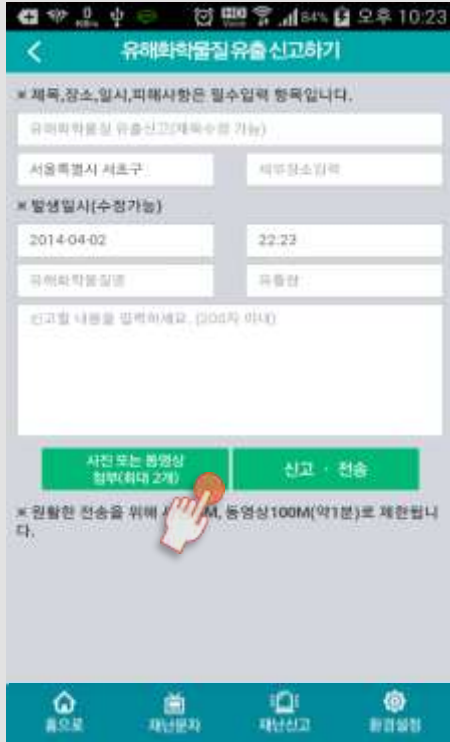 84% 오후 10:23
유해화학물질 유출 신고하기
※ 제목,장소,일시,피해사항은 필수입력 항목입니다.
유해화학물질 유출신고(제목수정 가능)
서울특별시 서초구 세부장소입력
※ 발생일시(수정가능)
2014-04-02 22:23
유해화학물질명 유출량
신고할 내용을 입력하세요. (200자 이내)
사진 또는 동영상 신고 · 전송
첨부(최대 2개)
※ 원활한 전송을 위해 M, 동영상100M(약1분)로 제한됩니
다.
홈으로 재난문자 재난신고 환경설정